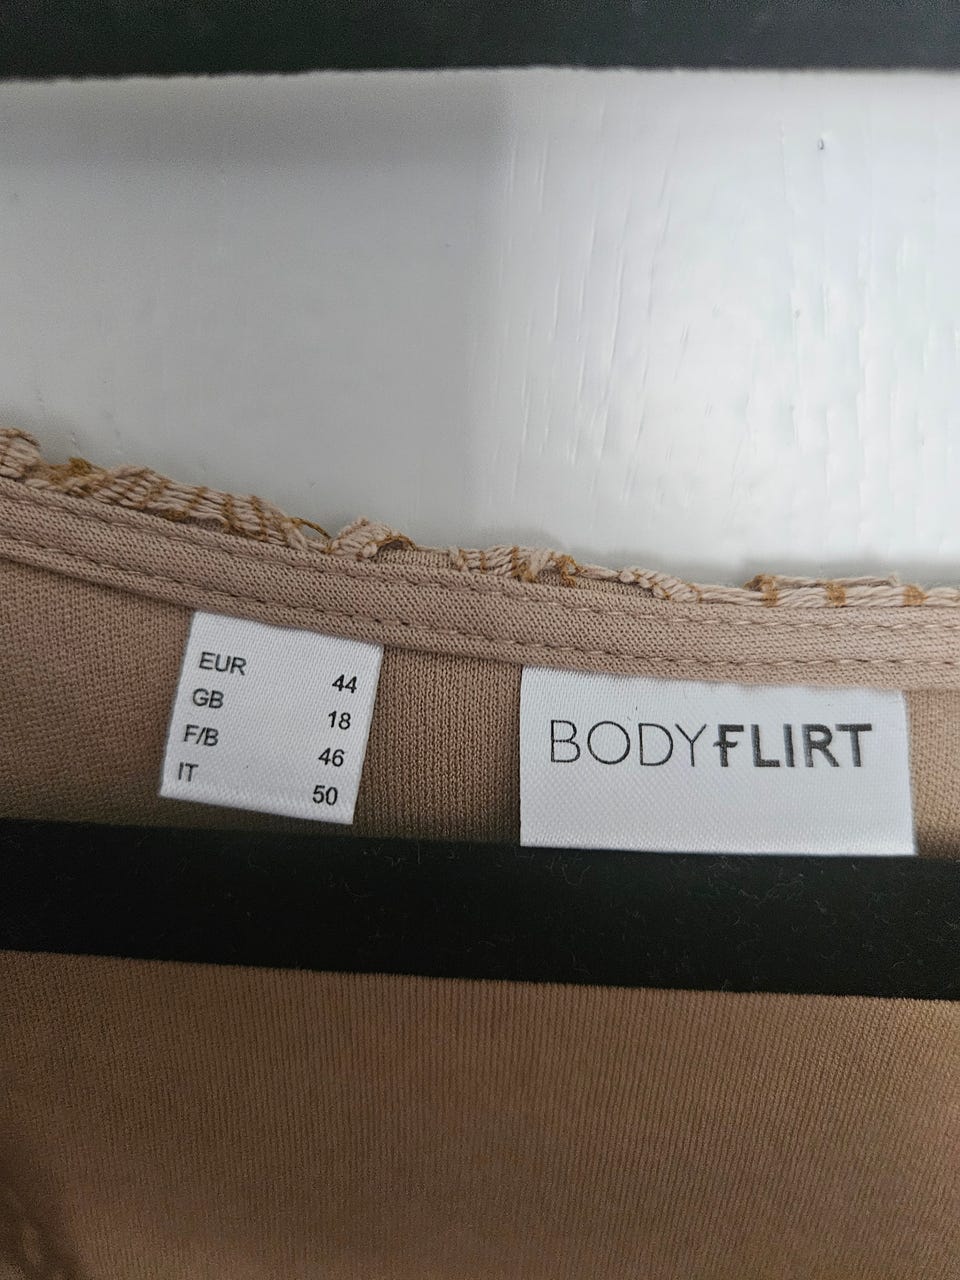 EUR 44
GB 18
F/B 46
IT 50
BODYFLIRT